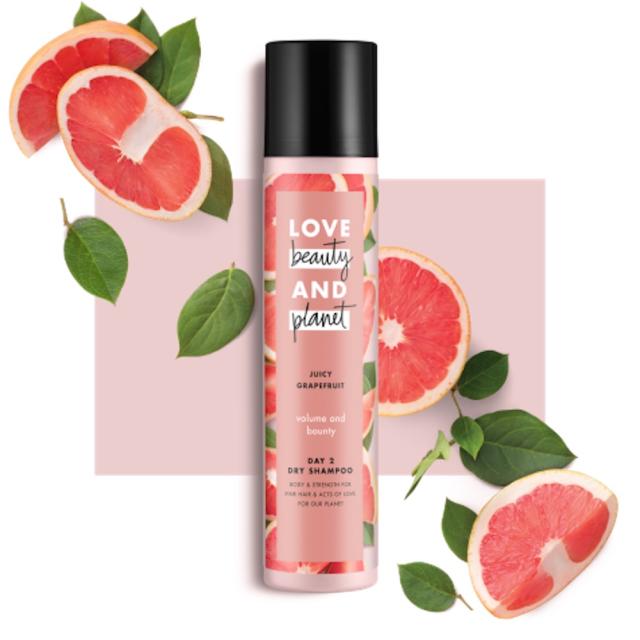 LOVE
beauty
AND
planet
JUICY
GRAPEFRUIT
volume and
bounty
DAY 2
DRY SHAMPOO
BODY & STRENGTH FOR
YOUR HAIR & ACTS OF LOVE
FOR OUR PLANET